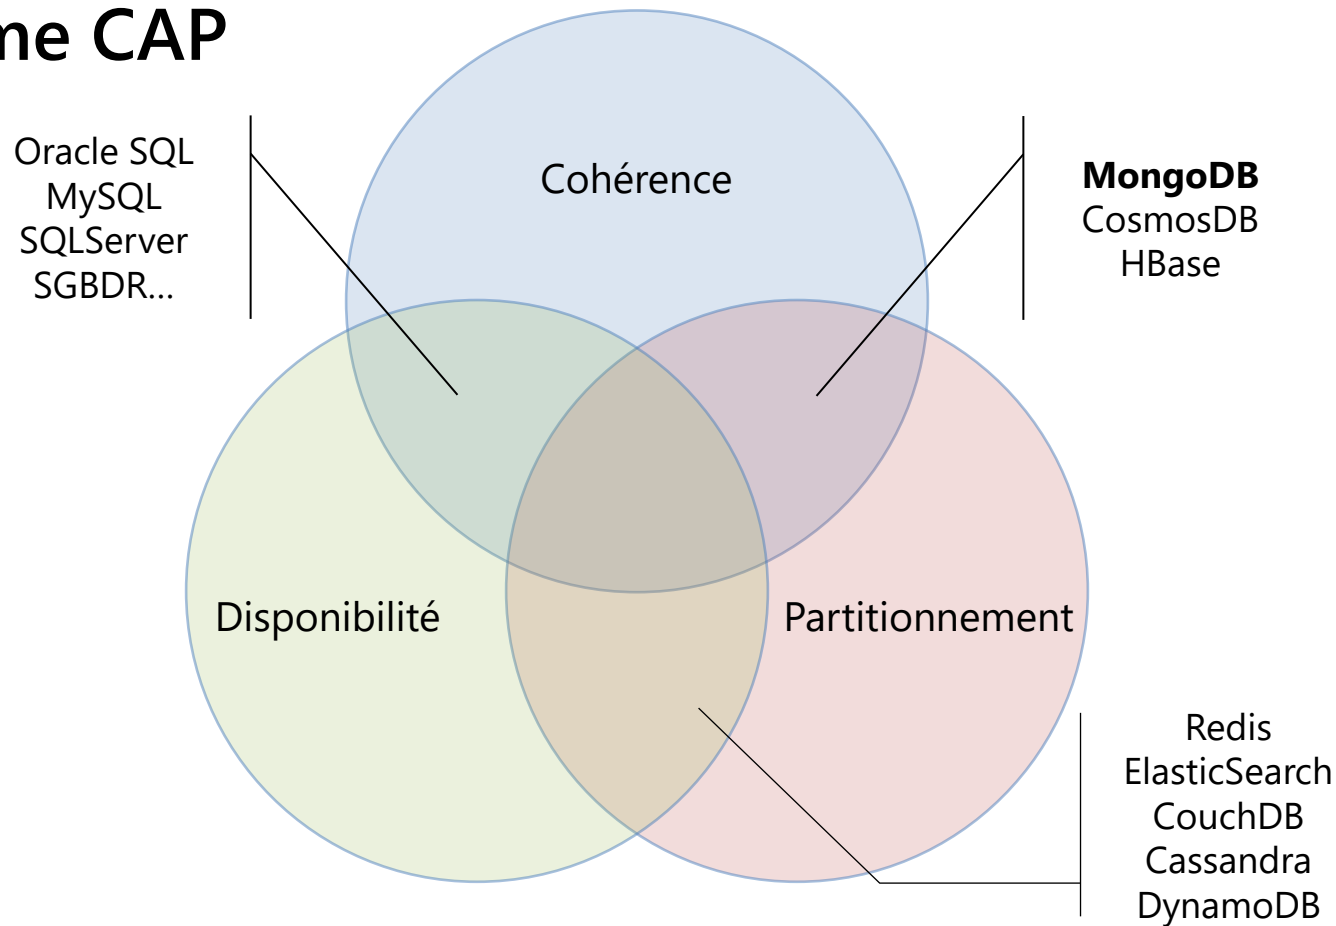 me CAP
Oracle SQL
MySQL
SQLServer
SGBDR...
Cohérence
MongoDB
CosmosDB
HBase
Disponibilité
Partitionnement
Redis
ElasticSearch
CouchDB
Cassandra
DynamoDB